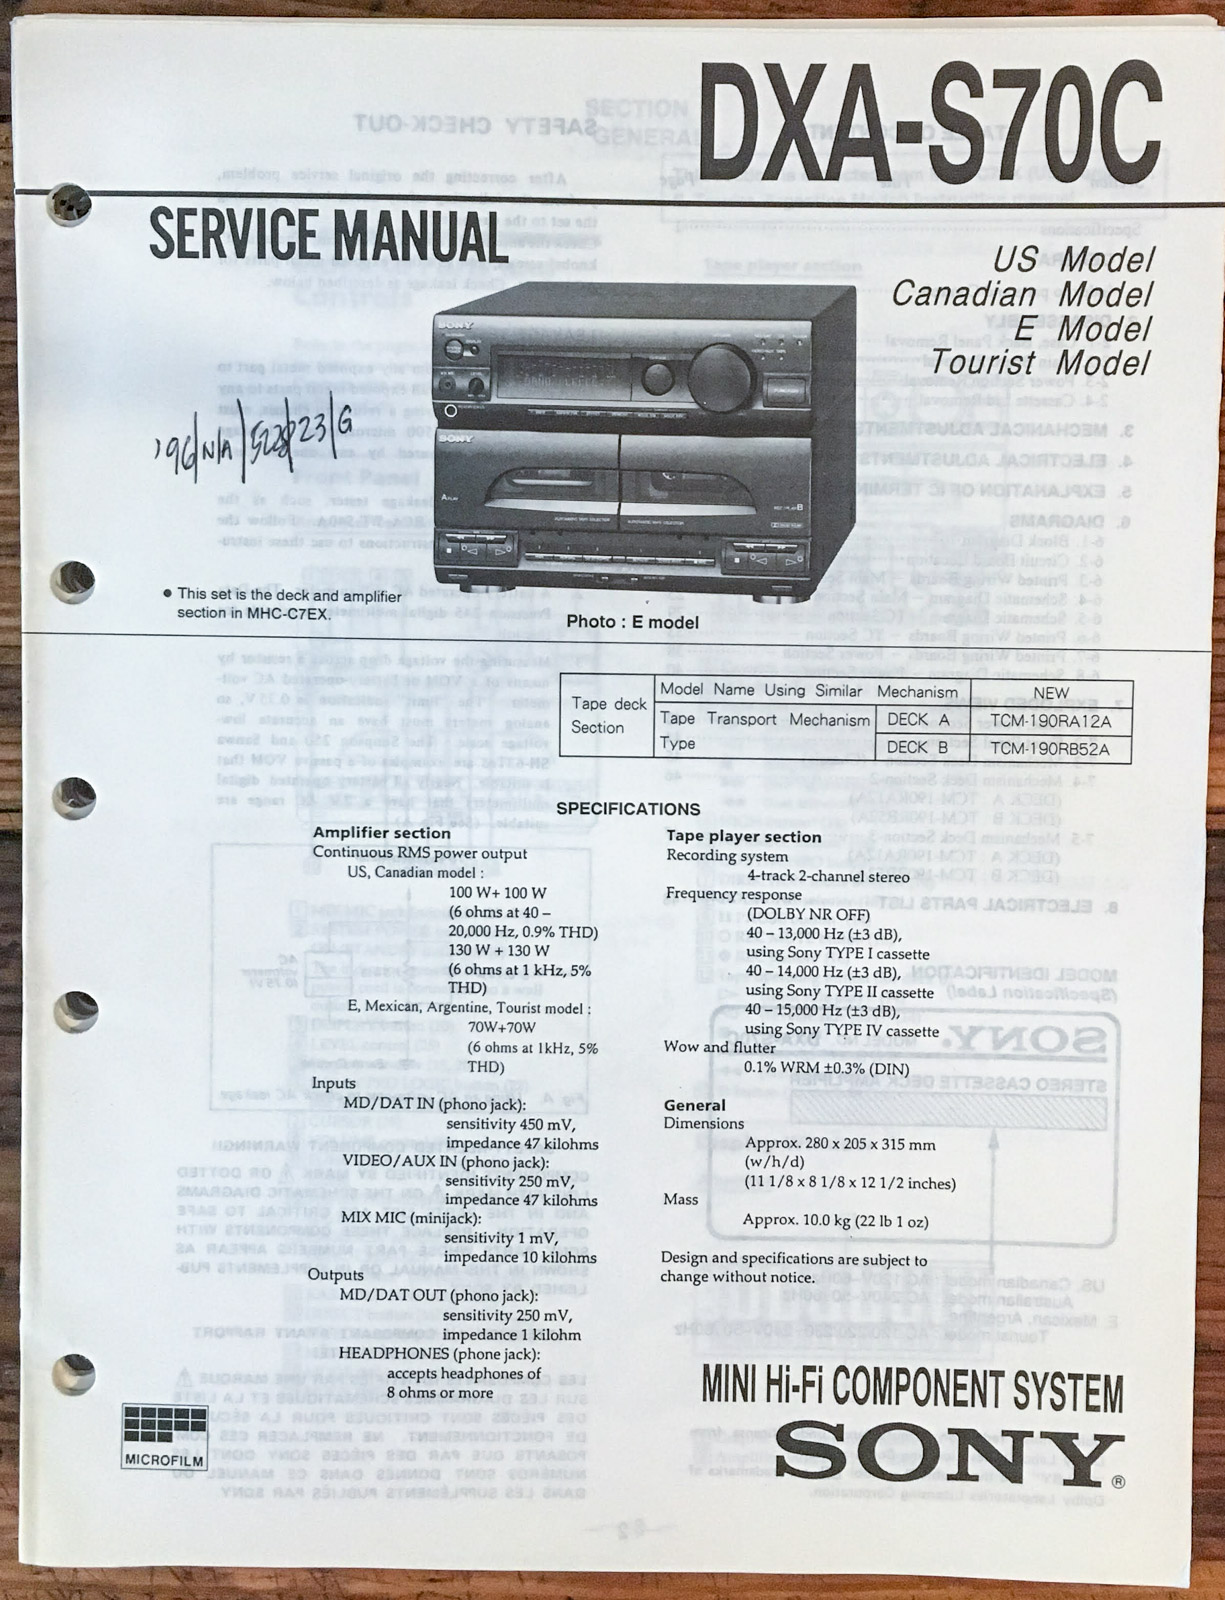 DXA-S70C
SERVICE MANUAL
US Model
Canadian Model
E Model
Tourist Model
'96/N/A
23/G
SONY
SONY
• This set is the deck and amplifier
section in MHC-C7EX.
Photo : E model
Tape deck
Section
Model Name Using Similar Mechanism
NEW
Tape Transport Mechanism
Type
DECK A
TCM-190RA12A
DECK B
TCM-190RB52A
SPECIFICATIONS
Amplifier section
Continuous RMS power output
US, Canadian model :
100 W+ 100 W
(6 ohms at 40 –
20,000 Hz, 0.9% THD)
130 W + 130 W
(6 ohms at 1 kHz, 5%
THD)
E, Mexican, Argentine, Tourist model :
70W+70W
(6 ohms at 1kHz, 5%
THD)
Inputs
MD/DAT IN (phono jack):
sensitivity 450 mV,
impedance 47 kilohms
VIDEO/AUX IN (phono jack):
sensitivity 250 mV,
impedance 47 kilohms
MIX MIC (minijack):
sensitivity 1 mV,
impedance 10 kilohms
Outputs
MD/DAT OUT (phono jack):
sensitivity 250 mV,
impedance 1 kilohm
HEADPHONES (phone jack):
accepts headphones of
8 ohms or more
Tape player section
Recording system
4-track 2-channel stereo
Frequency response
(DOLBY NR OFF)
40 – 13,000 Hz (±3 dB),
using Sony TYPE I cassette
40 – 14,000 Hz (±3 dB),
using Sony TYPE II cassette
40 – 15,000 Hz (±3 dB),
using Sony TYPE IV cassette
Wow and flutter
0.1% WRM ±0.3% (DIN)
General
Dimensions
Approx. 280 x 205 x 315 mm
(w/h/d)
(11 1/8 x 8 1/8 x 12 1/2 inches)
Mass
Approx. 10.0 kg (22 lb 1 oz)
Design and specifications are subject to
change without notice.
MICROFILM
MINI Hi-Fi COMPONENT SYSTEM
SONY®